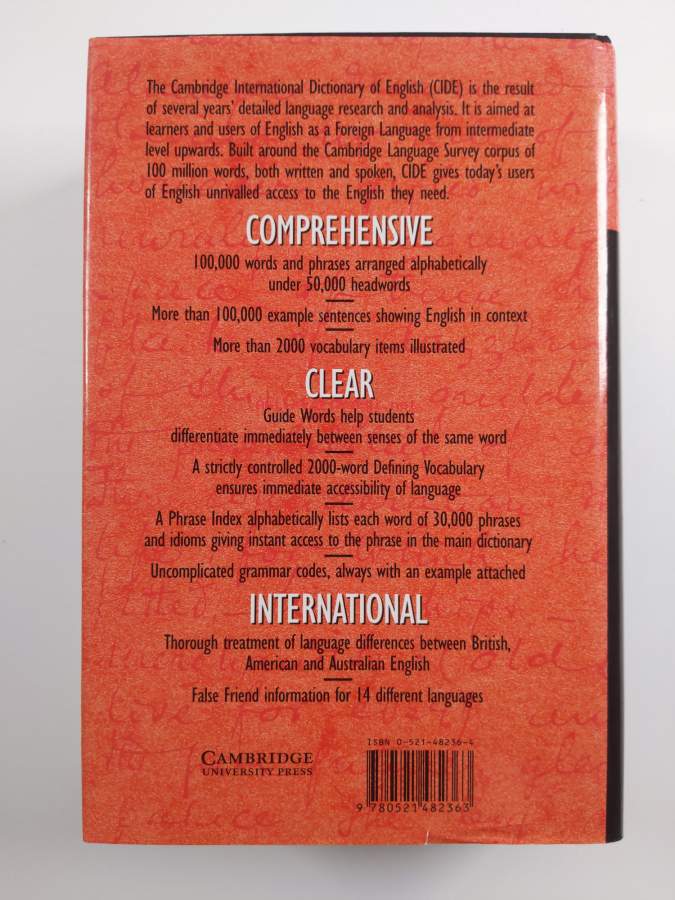 The Cambridge International Dictionary of English (CIDE) is the result
of several years' detailed language research and analysis. It is aimed at
learners and users of English as a Foreign Language from intermediate
level upwards. Built around the Cambridge Language Survey corpus of
100 million words, both written and spoken, CIDE gives today's users
of English unrivalled access to the English they need.
COMPREHENSIVE
100,000 words and phrases arranged alphabetically
under 50,000 headwords
More than 100,000 example sentences showing English in context
More than 2000 vocabulary items illustrated
CLEAR
Guide Words help students
differentiate immediately between senses of the same word
A strictly controlled 2000-word Defining Vocabulary
ensures immediate accessibility of language
A Phrase Index alphabetically lists each word of 30,000 phrases
and idioms giving instant access to the phrase in the main dictionary
Uncomplicated grammar codes, always with an example attached
INTERNATIONAL
Thorough treatment of language differences between British,
American and Australian English
False Friend information for 14 different languages
CAMBRIDGE
UNIVERSITY PRESS
ISBN 0-521-48236-4
9 780521 482363